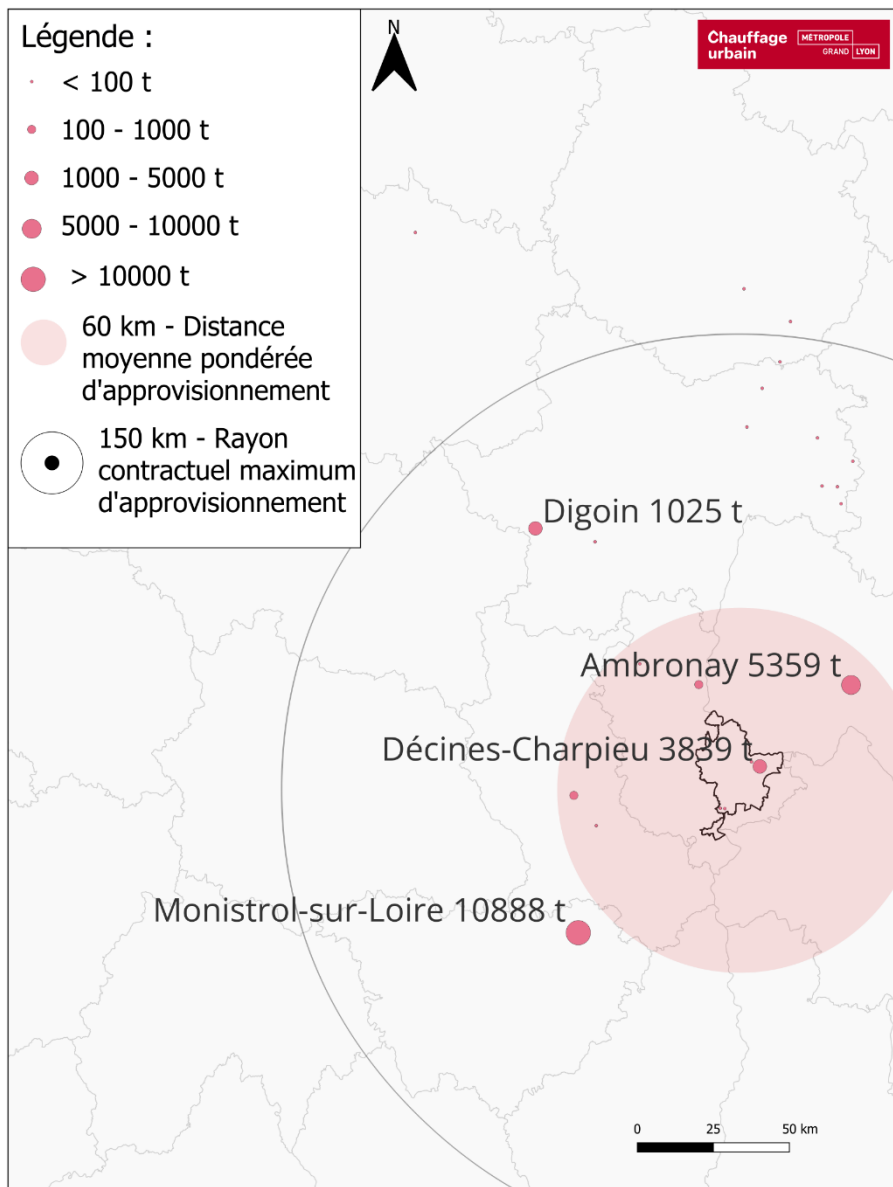 Légende :
< 100 t
100 - 1000 t
1000 - 5000 t
5000 - 10000 t
> 10000 t
60 km - Distance
moyenne pondérée
d'approvisionnement
150 km - Rayon
contractuel maximum
d'approvisionnement
N
Chauffage
urbain
MÉTROPOLE
GRAND LYON
Digoin 1025 t
Ambronay 5359 t
Décines-Charpieu 3839 t
Monistrol-sur-Loire 10888 t
0 25 50 km